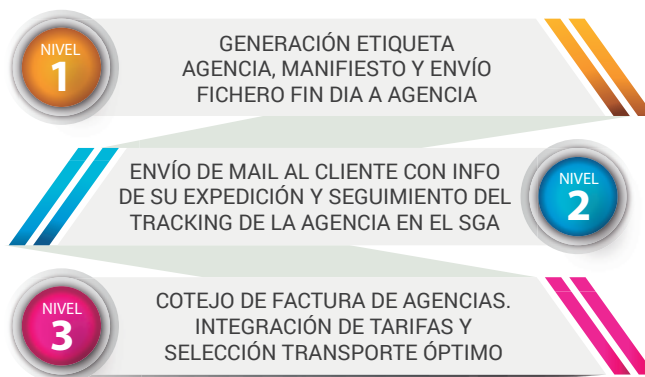 NIVEL
1
GENERACIÓN ETIQUETA
AGENCIA, MANIFIESTO Y ENVÍO
FICHERO FIN DIA A AGENCIA
ENVÍO DE MAIL AL CLIENTE CON INFO
DE SU EXPEDICIÓN Y SEGUIMIENTO DEL
TRACKING DE LA AGENCIA EN EL SGA
NIVEL
2
NIVEL
3
COTEJO DE FACTURA DE AGENCIAS.
INTEGRACIÓN DE TARIFAS Y
SELECCIÓN TRANSPORTE ÓPTIMO